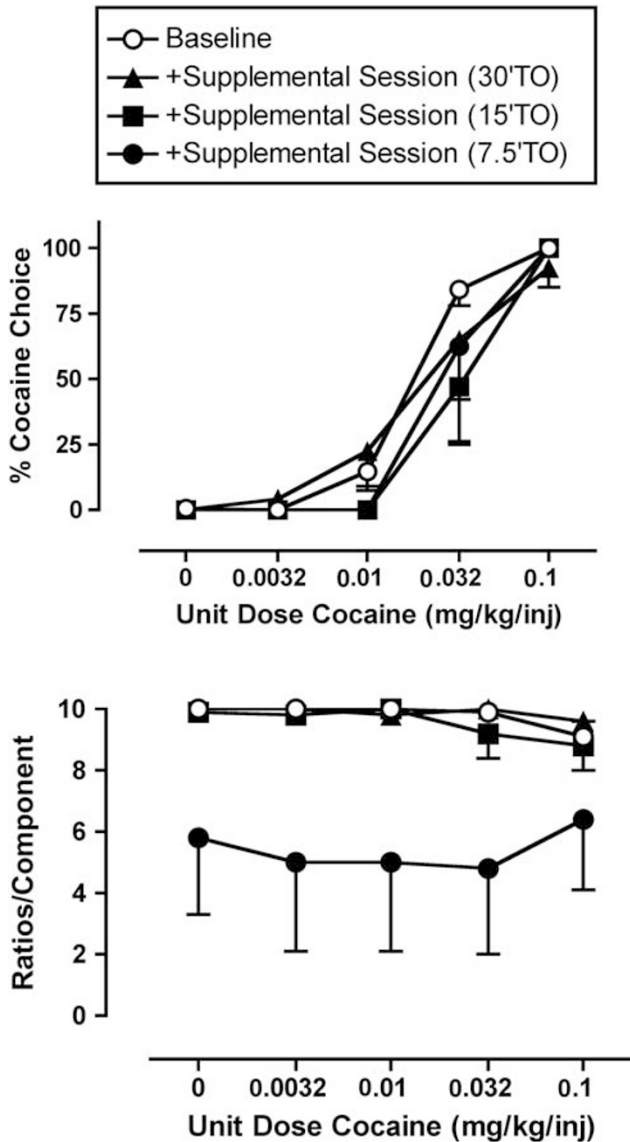 Baseline
+Supplemental Session (30'TO)
+Supplemental Session (15'TO)
+Supplemental Session (7.5'TO)
% Cocaine Choice
100
75
50
25
0
0 0.0032 0.01 0.032 0.1
Unit Dose Cocaine (mg/kg/inj)
Ratios/Component
10
8
6
4
2
0
0 0.0032 0.01 0.032 0.1
Unit Dose Cocaine (mg/kg/inj)